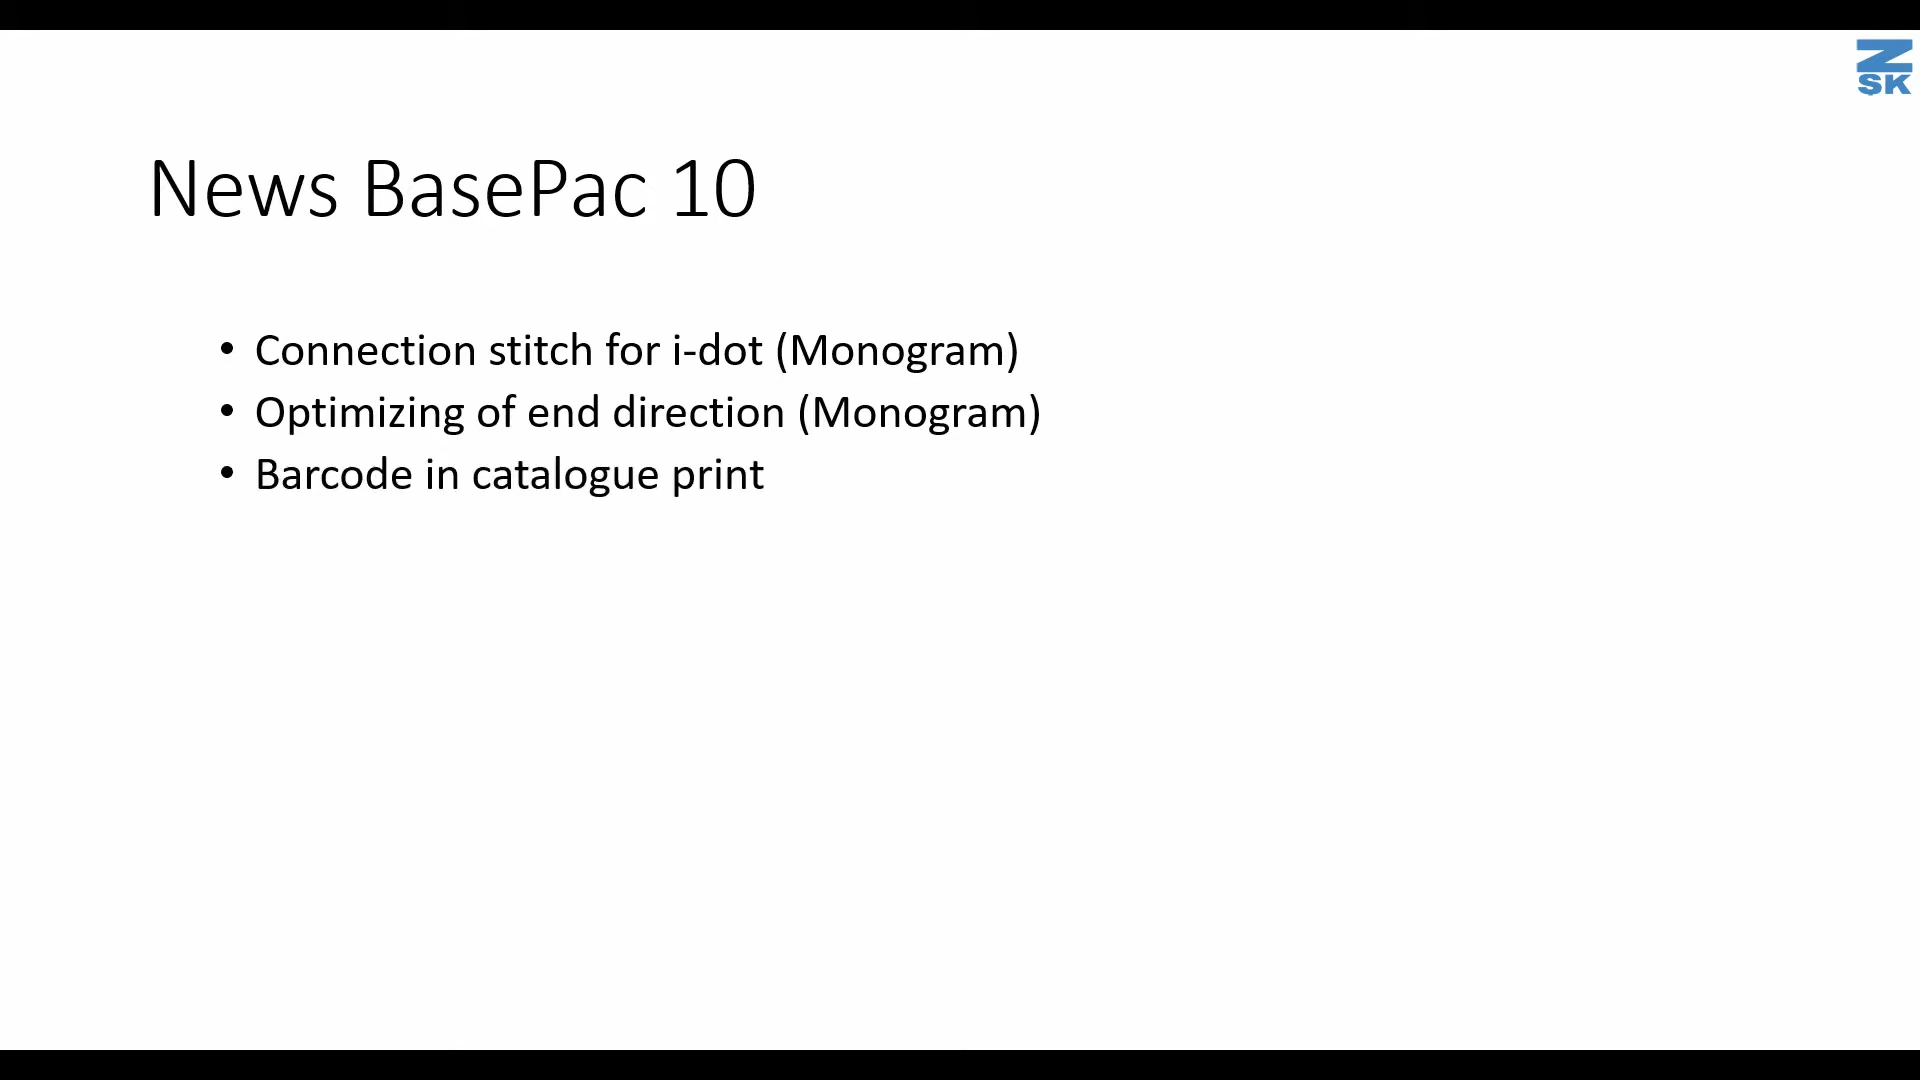 ZSK
News BasePac 10
• Connection stitch for i-dot (Monogram)
• Optimizing of end direction (Monogram)
• Barcode in catalogue print